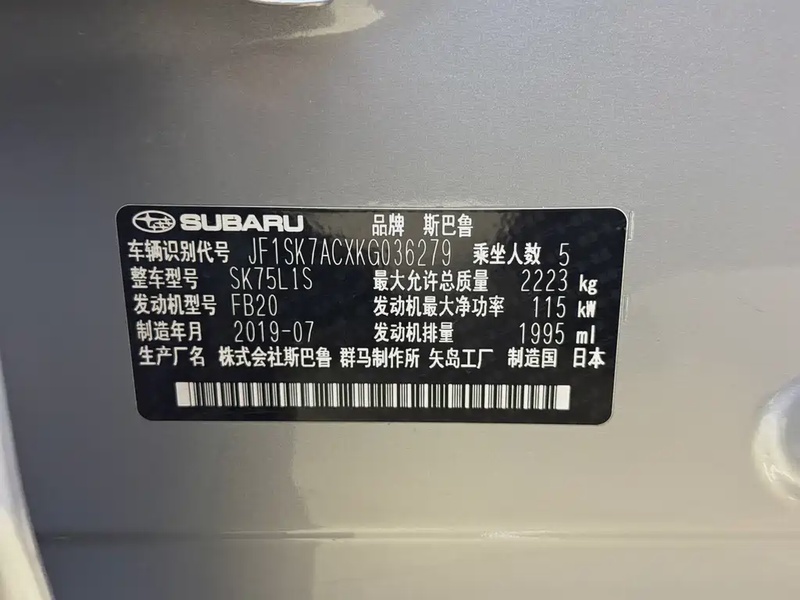 SUBARU 品牌 斯巴鲁
车辆识别代号 JF1SK7ACXKG036279 乘坐人数 5
整车型号 SK75L1S 最大允许总质量 2223 kg
发动机型号 FB20 发动机最大净功率 115 kW
制造年月 2019-07 发动机排量 1995 ml
生产厂名 株式会社斯巴鲁 群马制作所 矢岛工厂 制造国 日本